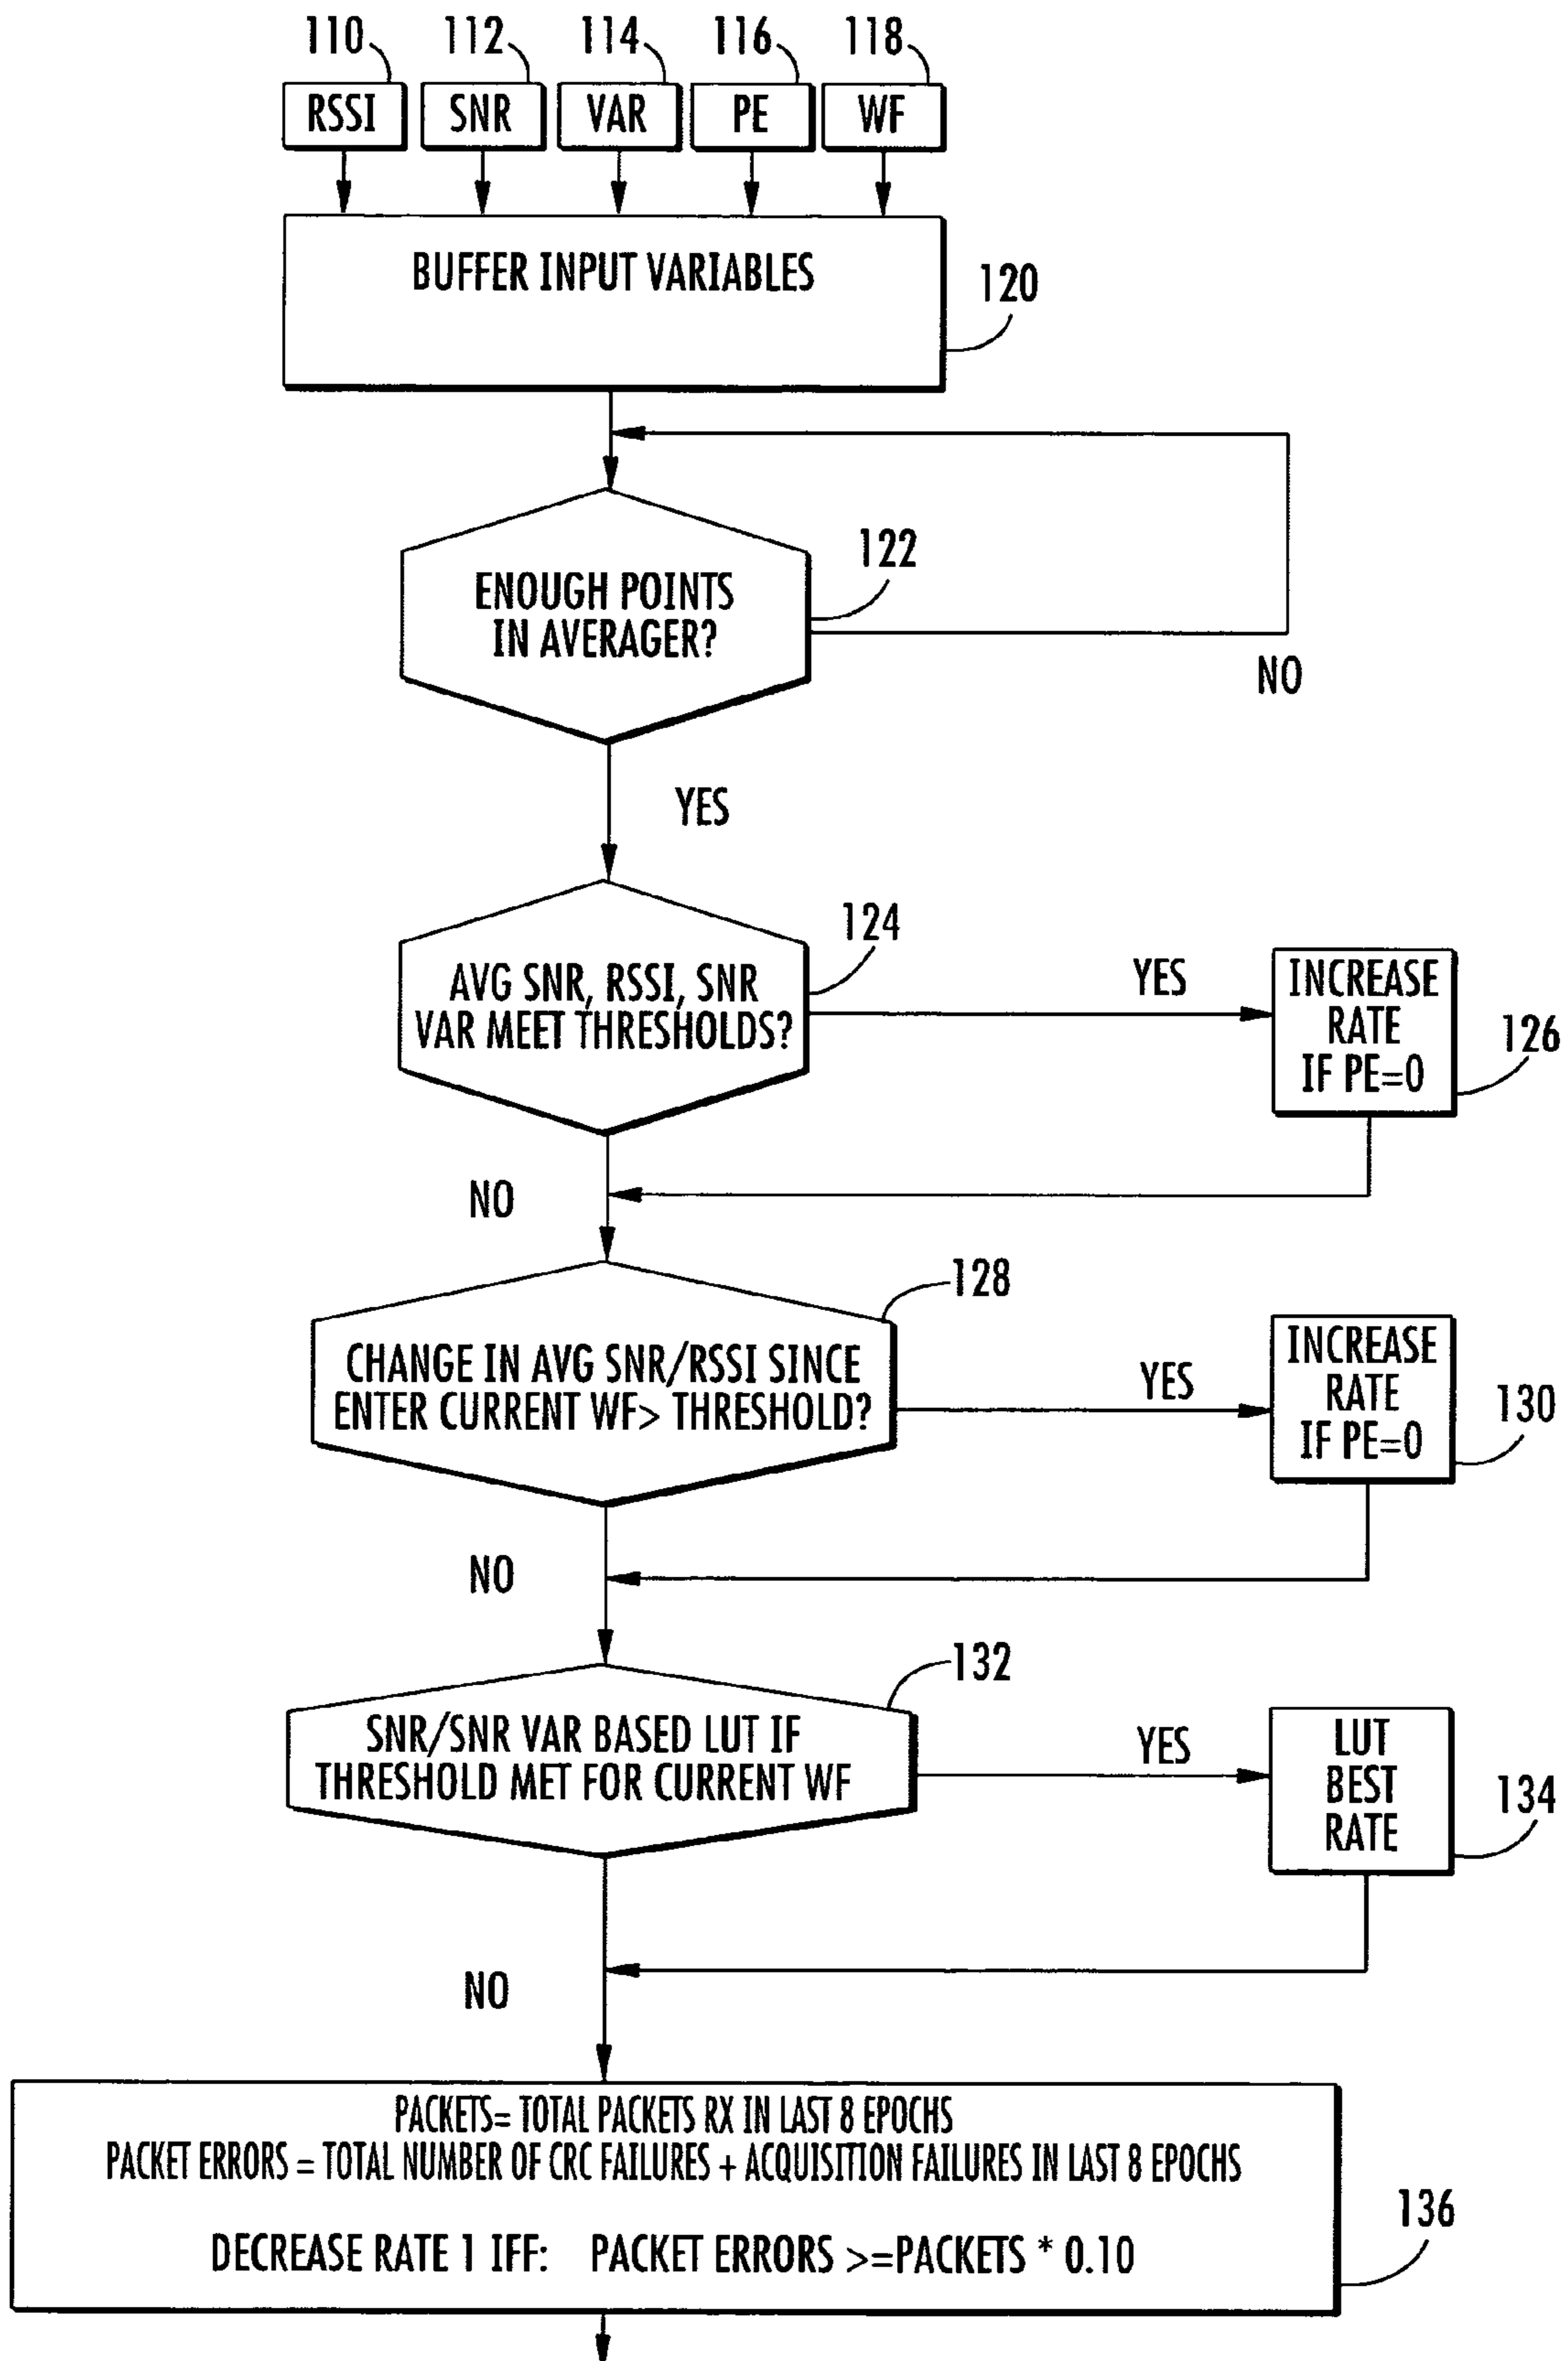 110 112 114 116 118
RSSI SNR VAR PE WF
BUFFER INPUT VARIABLES
120
122
ENOUGH POINTS
IN AVERAGER?
NO
YES
124
AVG SNR, RSSI, SNR
VAR MEET THRESHOLDS?
YES
INCREASE
RATE
IF PE=0
126
NO
128
CHANGE IN AVG SNR/RSSI SINCE
ENTER CURRENT WF> THRESHOLD?
YES
INCREASE
RATE
IF PE=0
130
NO
132
SNR/SNR VAR BASED LUT IF
THRESHOLD MET FOR CURRENT WF
YES
LUT
BEST
RATE
134
NO
PACKETS= TOTAL PACKETS RX IN LAST 8 EPOCHS
PACKET ERRORS = TOTAL NUMBER OF CRC FAILURES + ACQUISITION FAILURES IN LAST 8 EPOCHS
DECREASE RATE 1 IFF: PACKET ERRORS >=PACKETS * 0.10
136